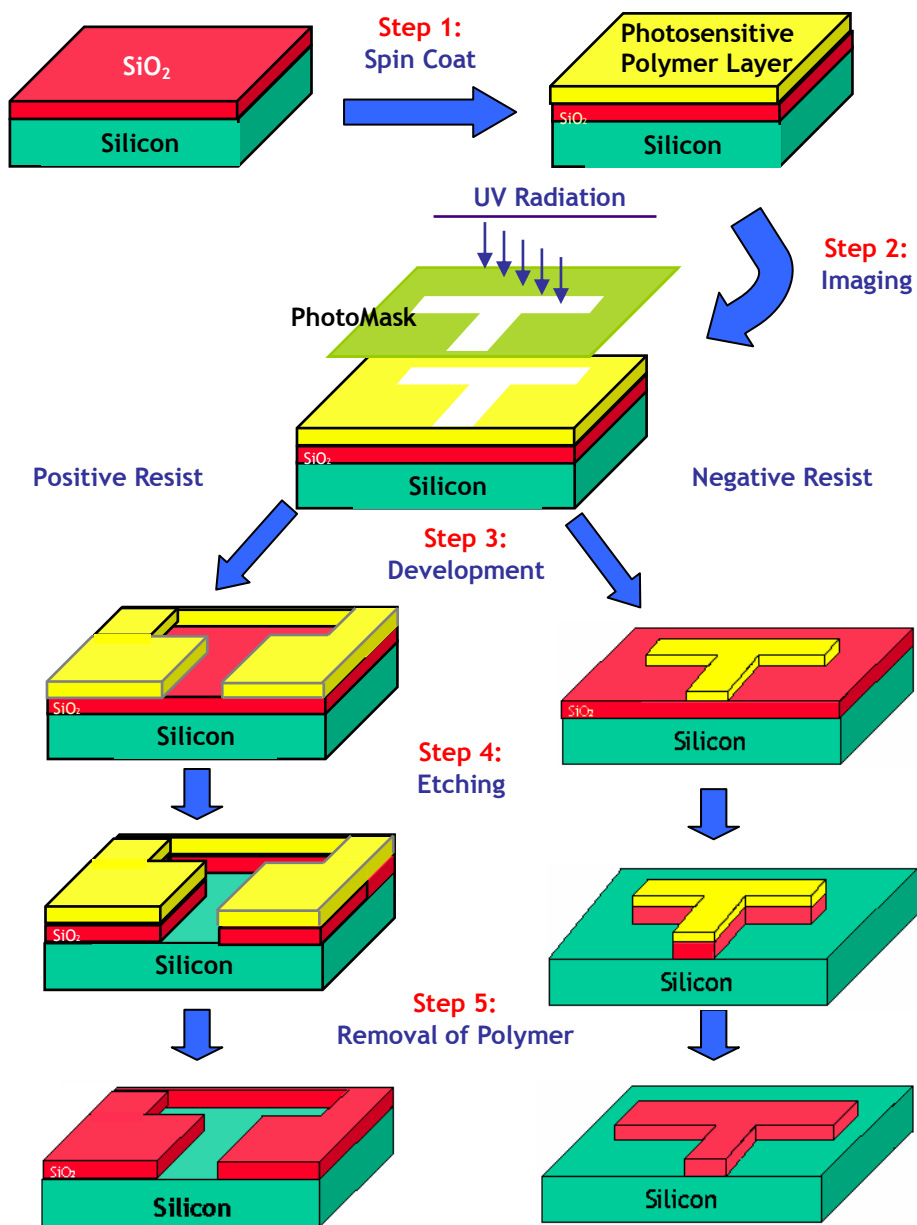 Step 1:
Spin Coat
SiO₂
Silicon
Photosensitive
Polymer Layer
SiO₂
Silicon
UV Radiation
Step 2:
Imaging
PhotoMask
SiO₂
Silicon
Positive Resist
Negative Resist
Step 3:
Development
SiO₂
Silicon
SiO₂
Silicon
Step 4:
Etching
SiO₂
Silicon
Silicon
Step 5:
Removal of Polymer
SiO₂
Silicon
Silicon